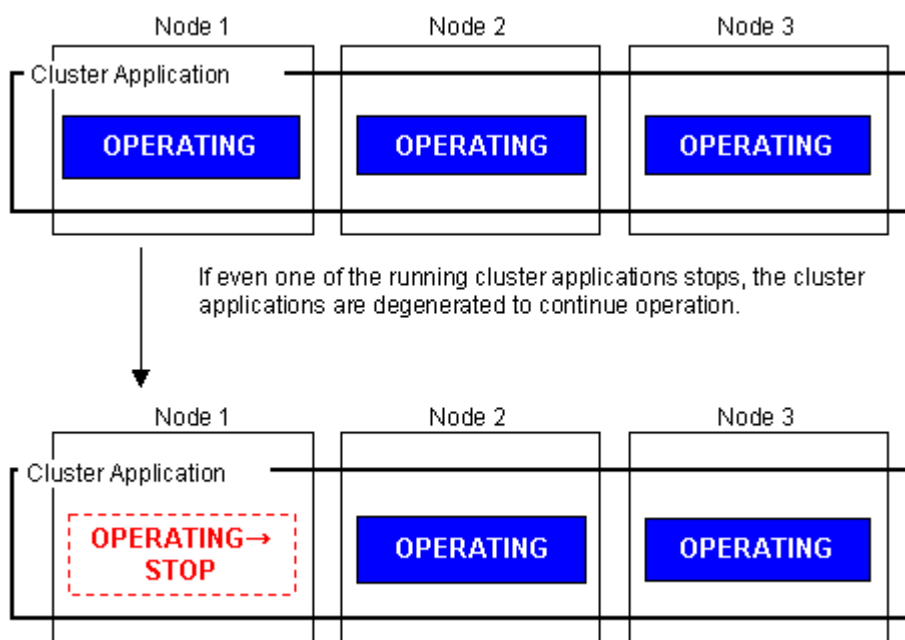 Node 1
Node 2
Node 3
Cluster Application
OPERATING
OPERATING
OPERATING
If even one of the running cluster applications stops, the cluster
applications are degenerated to continue operation.
Node 1
Node 2
Node 3
Cluster Application
OPERATING→
STOP
OPERATING
OPERATING